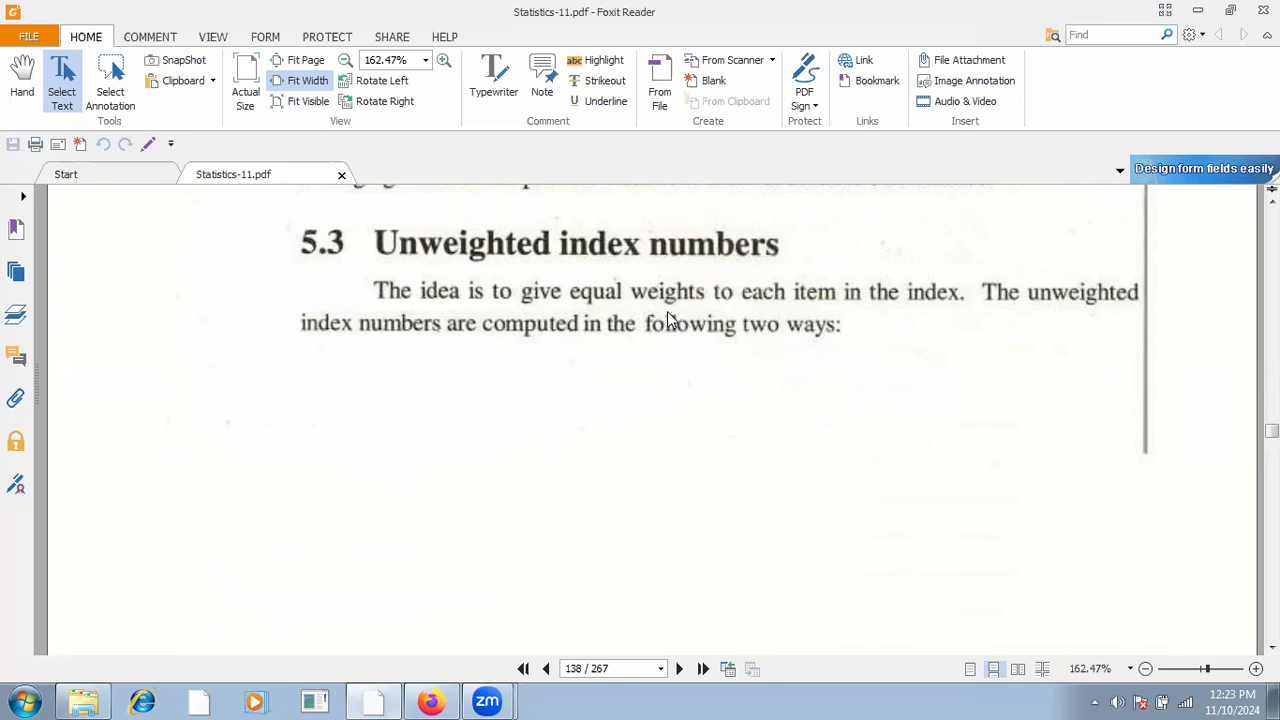 Statistics-11.pdf - Foxit Reader
FILE HOME COMMENT VIEW FORM PROTECT SHARE HELP
Find
Hand
Select Text
Select Annotation
SnapShot
Clipboard
Tools
Actual Size
Fit Page
Fit Width
Fit Visible
162.47%
Rotate Left
Rotate Right
View
Typewriter
Note
Highlight
Strikeout
Underline
Comment
From File
From Scanner
Blank
From Clipboard
Create
PDF Sign
Protect
Link
Bookmark
Links
File Attachment
Image Annotation
Audio & Video
Insert
Start
Statistics-11.pdf
Design form fields easily
5.3 Unweighted index numbers
The idea is to give equal weights to each item in the index. The unweighted
index numbers are computed in the following two ways:
138 / 267
162.47%
zm
12:23 PM
11/10/2024